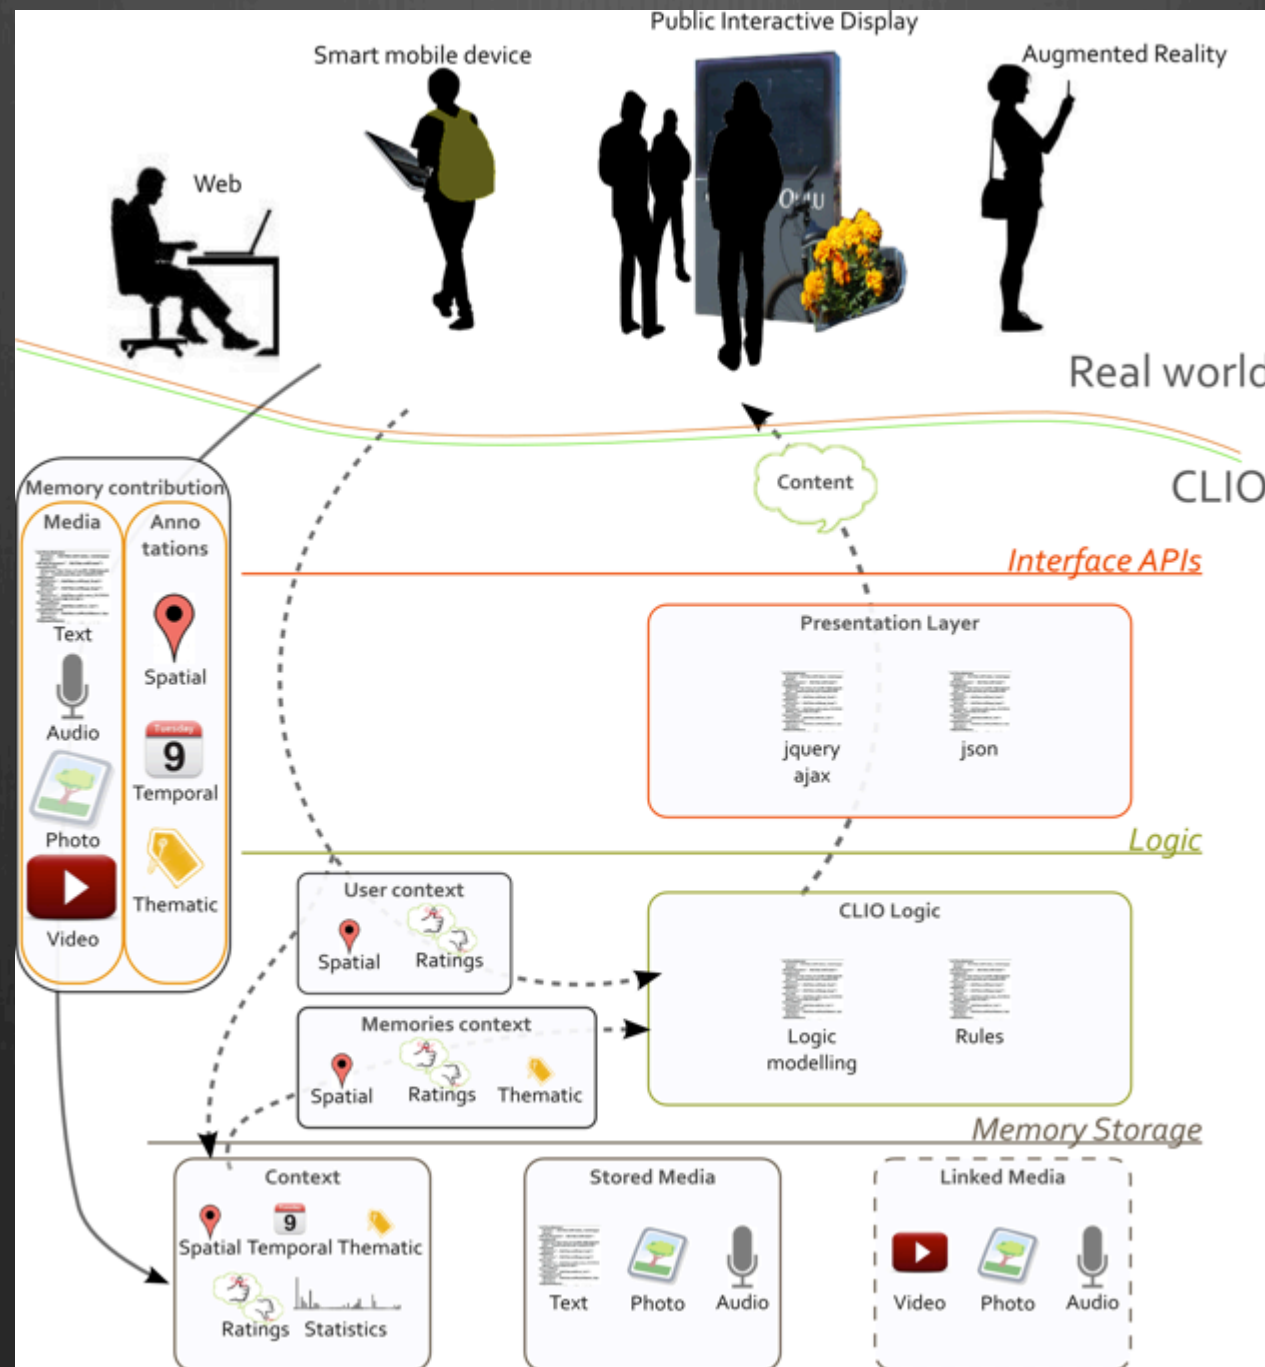 Public Interactive Display
Smart mobile device
Augmented Reality
Web
Real world
CLIO
Content
Memory contribution
Media
Anno
tations
Text
Spatial
Audio
Tuesday
9
Temporal
Photo
Thematic
Video
Interface APIs
Presentation Layer
jquery
ajax
json
Logic
User context
Spatial
Ratings
CLIO Logic
Logic
modelling
Rules
Memories context
Spatial
Ratings
Thematic
Memory Storage
Context
9
Spatial Temporal Thematic
Ratings Statistics
Stored Media
Text Photo Audio
Linked Media
Video Photo Audio